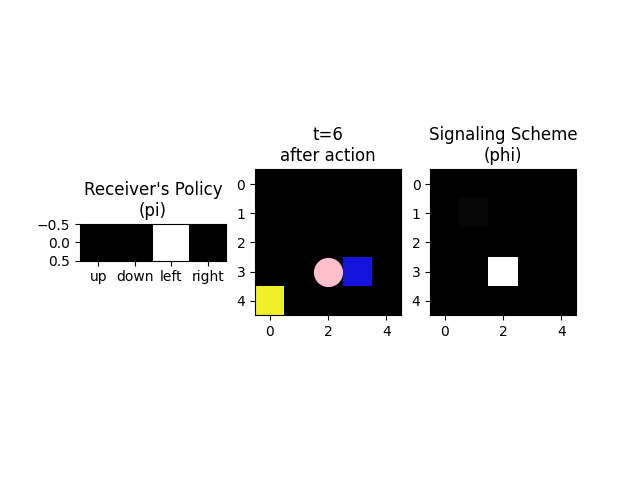 Receiver's Policy
(pi)
−0.5
0.0
0.5
up down left right
t=6
after action
0
1
2
3
4
0 2 4
Signaling Scheme
(phi)
0
1
2
3
4
0 2 4